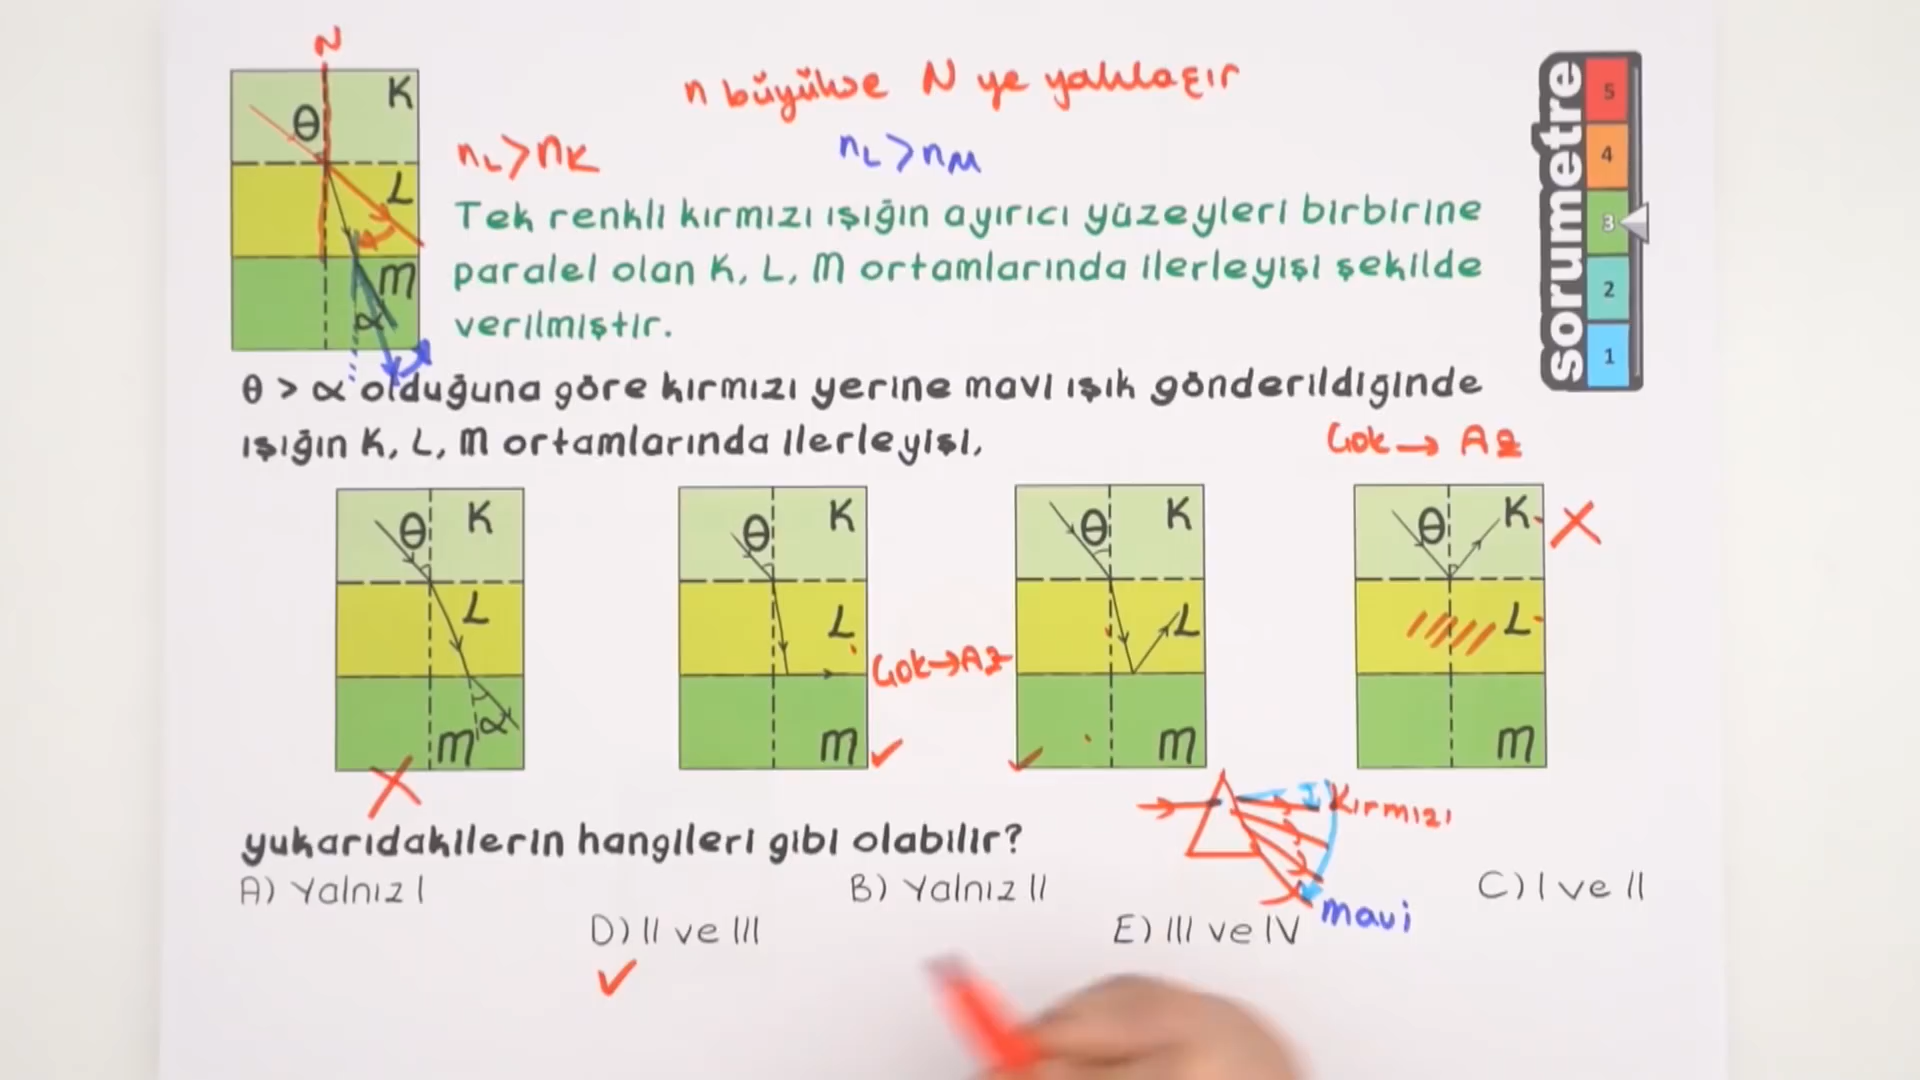 N
K
θ
L
M
α
n büyükse N ye yaklaşır
nL>nK
nL>nM
Tek renkli kırmızı ışığın ayırıcı yüzeyleri birbirine
paralel olan K, L, M ortamlarında ilerleyişi şekilde
verilmiştir.
sorumetre
5
4
3
2
1
θ > α olduğuna göre kırmızı yerine mavi ışık gönderildiğinde
ışığın K, L, M ortamlarında ilerleyişi,
Çok → Az
θ K
L
M α
θ K
L
M
Çok→Az
θ K
L
M
θ K
L
M
Kırmızı
mavi
yukarıdakilerin hangileri gibi olabilir?
A) Yalnız I
B) Yalnız II
C) I ve II
D) II ve III
E) III ve IV